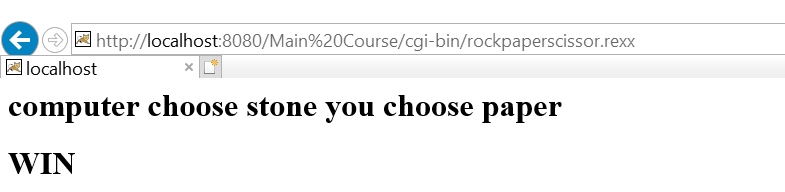 http://localhost:8080/Main%20Course/cgi-bin/rockpaperscissor.rexx
localhost
computer choose stone you choose paper
WIN